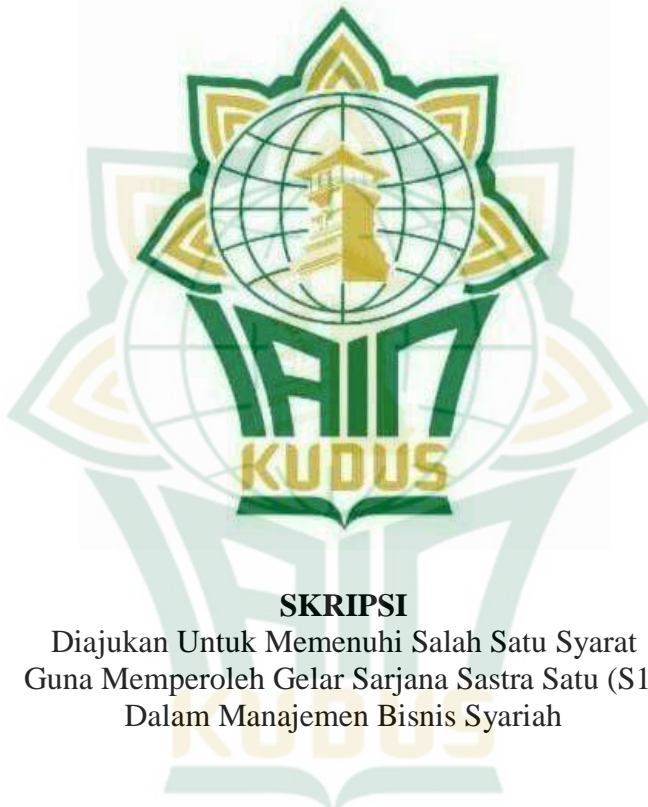 IAIN
KUDUS
SKRIPSI
Diajukan Untuk Memenuhi Salah Satu Syarat
Guna Memperoleh Gelar Sarjana Sastra Satu (S1
Dalam Manajemen Bisnis Syariah
KUDUS